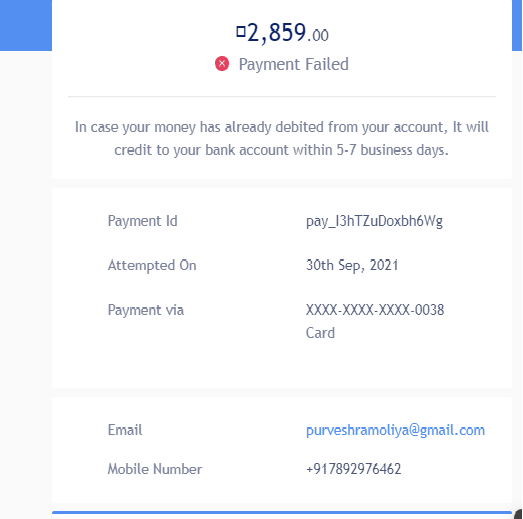 □2,859.00
Payment Failed
In case your money has already debited from your account, It will
credit to your bank account within 5-7 business days.
Payment Id pay_I3hTZuDoxbh6Wg
Attempted On 30th Sep, 2021
Payment via XXXX-XXXX-XXXX-0038
Card
Email purveshramoliya@gmail.com
Mobile Number +917892976462